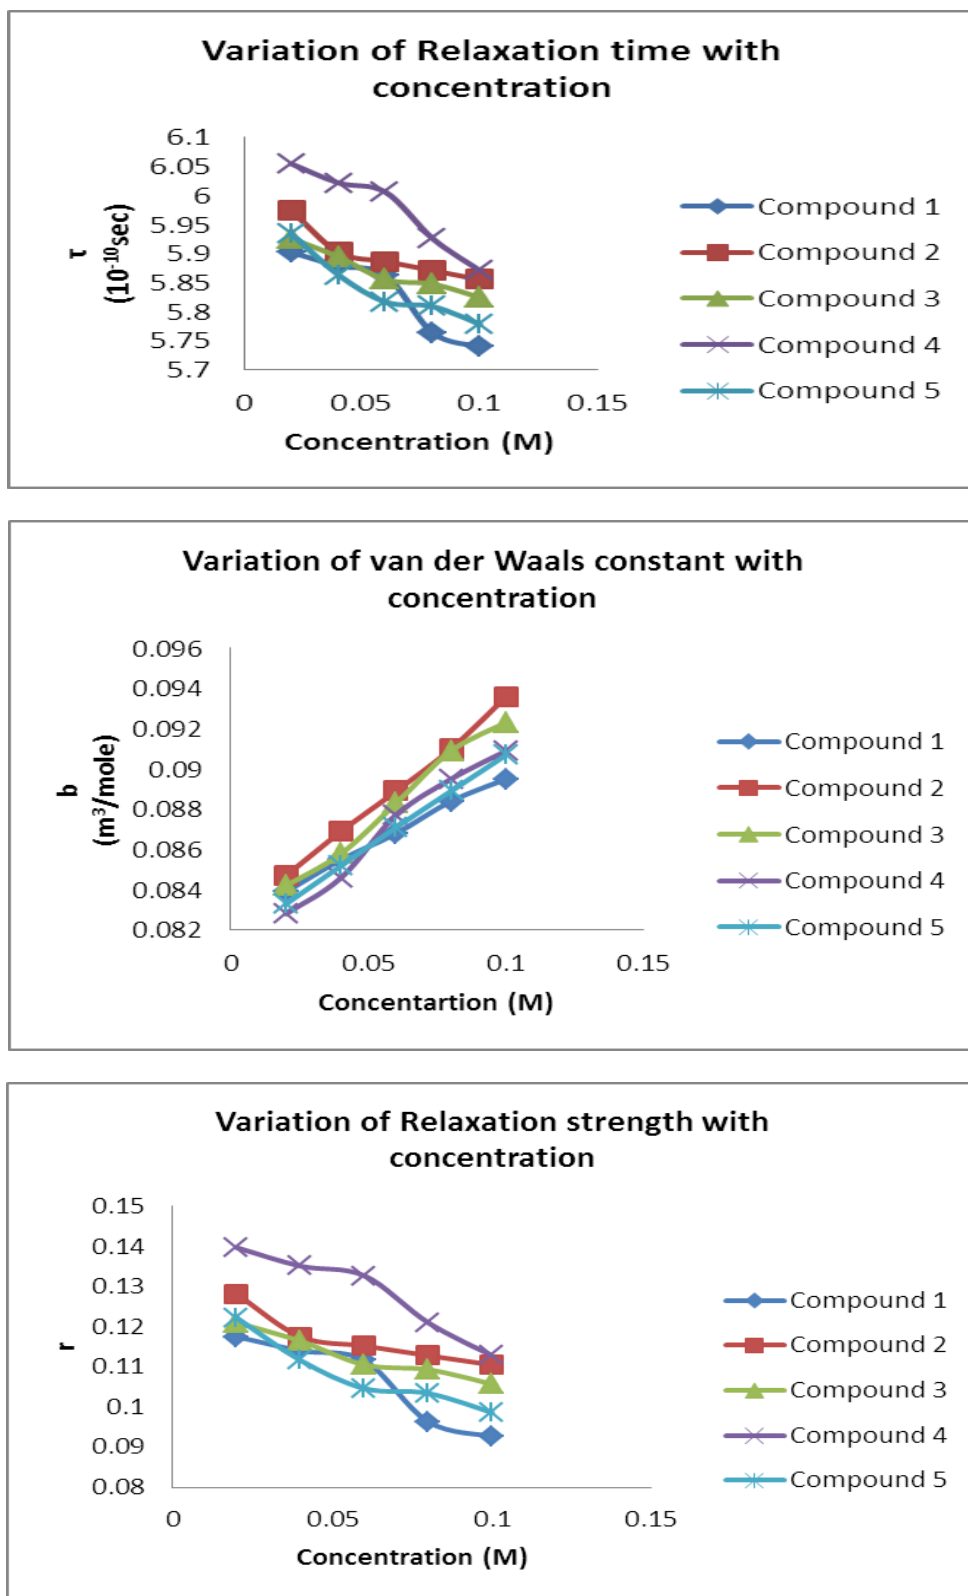 Variation of Relaxation time with
concentration
6.1
6.05
6
5.95
5.9
5.85
5.8
5.75
5.7
τ
(10⁻¹⁰sec)
0
0.05
0.1
0.15
Concentration (M)
Compound 1
Compound 2
Compound 3
Compound 4
Compound 5
Variation of van der Waals constant with
concentration
0.096
0.094
0.092
0.09
0.088
0.086
0.084
0.082
b
(m³/mole)
0
0.05
0.1
0.15
Concentartion (M)
Compound 1
Compound 2
Compound 3
Compound 4
Compound 5
Variation of Relaxation strength with
concentration
0.15
0.14
0.13
0.12
0.11
0.1
0.09
0.08
r
0
0.05
0.1
0.15
Concentration (M)
Compound 1
Compound 2
Compound 3
Compound 4
Compound 5